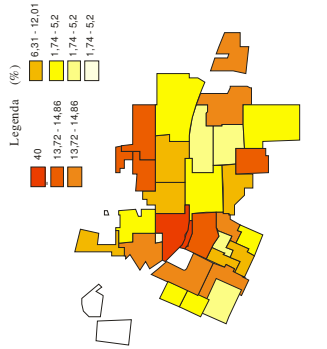 Legenda (%)
40
13,72 - 14,86
13,72 - 14,86
6,31 - 12,01
1,74 - 5,2
1,74 - 5,2
1,74 - 5,2